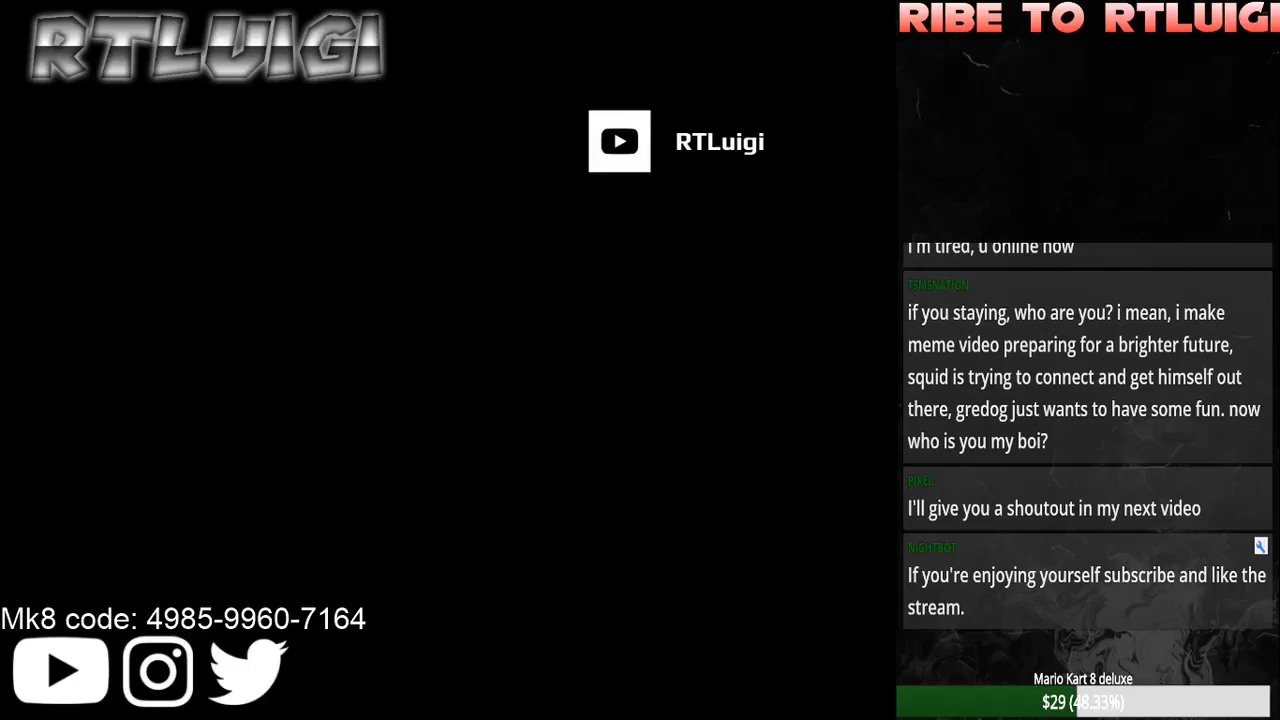 RTLUIGI
RIBE TO RTLUIGI
RTLuigi
I'm tired, u online now
TSMSNATION
if you staying, who are you? i mean, i make
meme video preparing for a brighter future,
squid is trying to connect and get himself out
there, gredog just wants to have some fun. now
who is you my boi?
PIXEL
I'll give you a shoutout in my next video
NIGHTBOT
If you're enjoying yourself subscribe and like the
stream.
Mk8 code: 4985-9960-7164
Mario Kart 8 deluxe
$29 (48.33%)